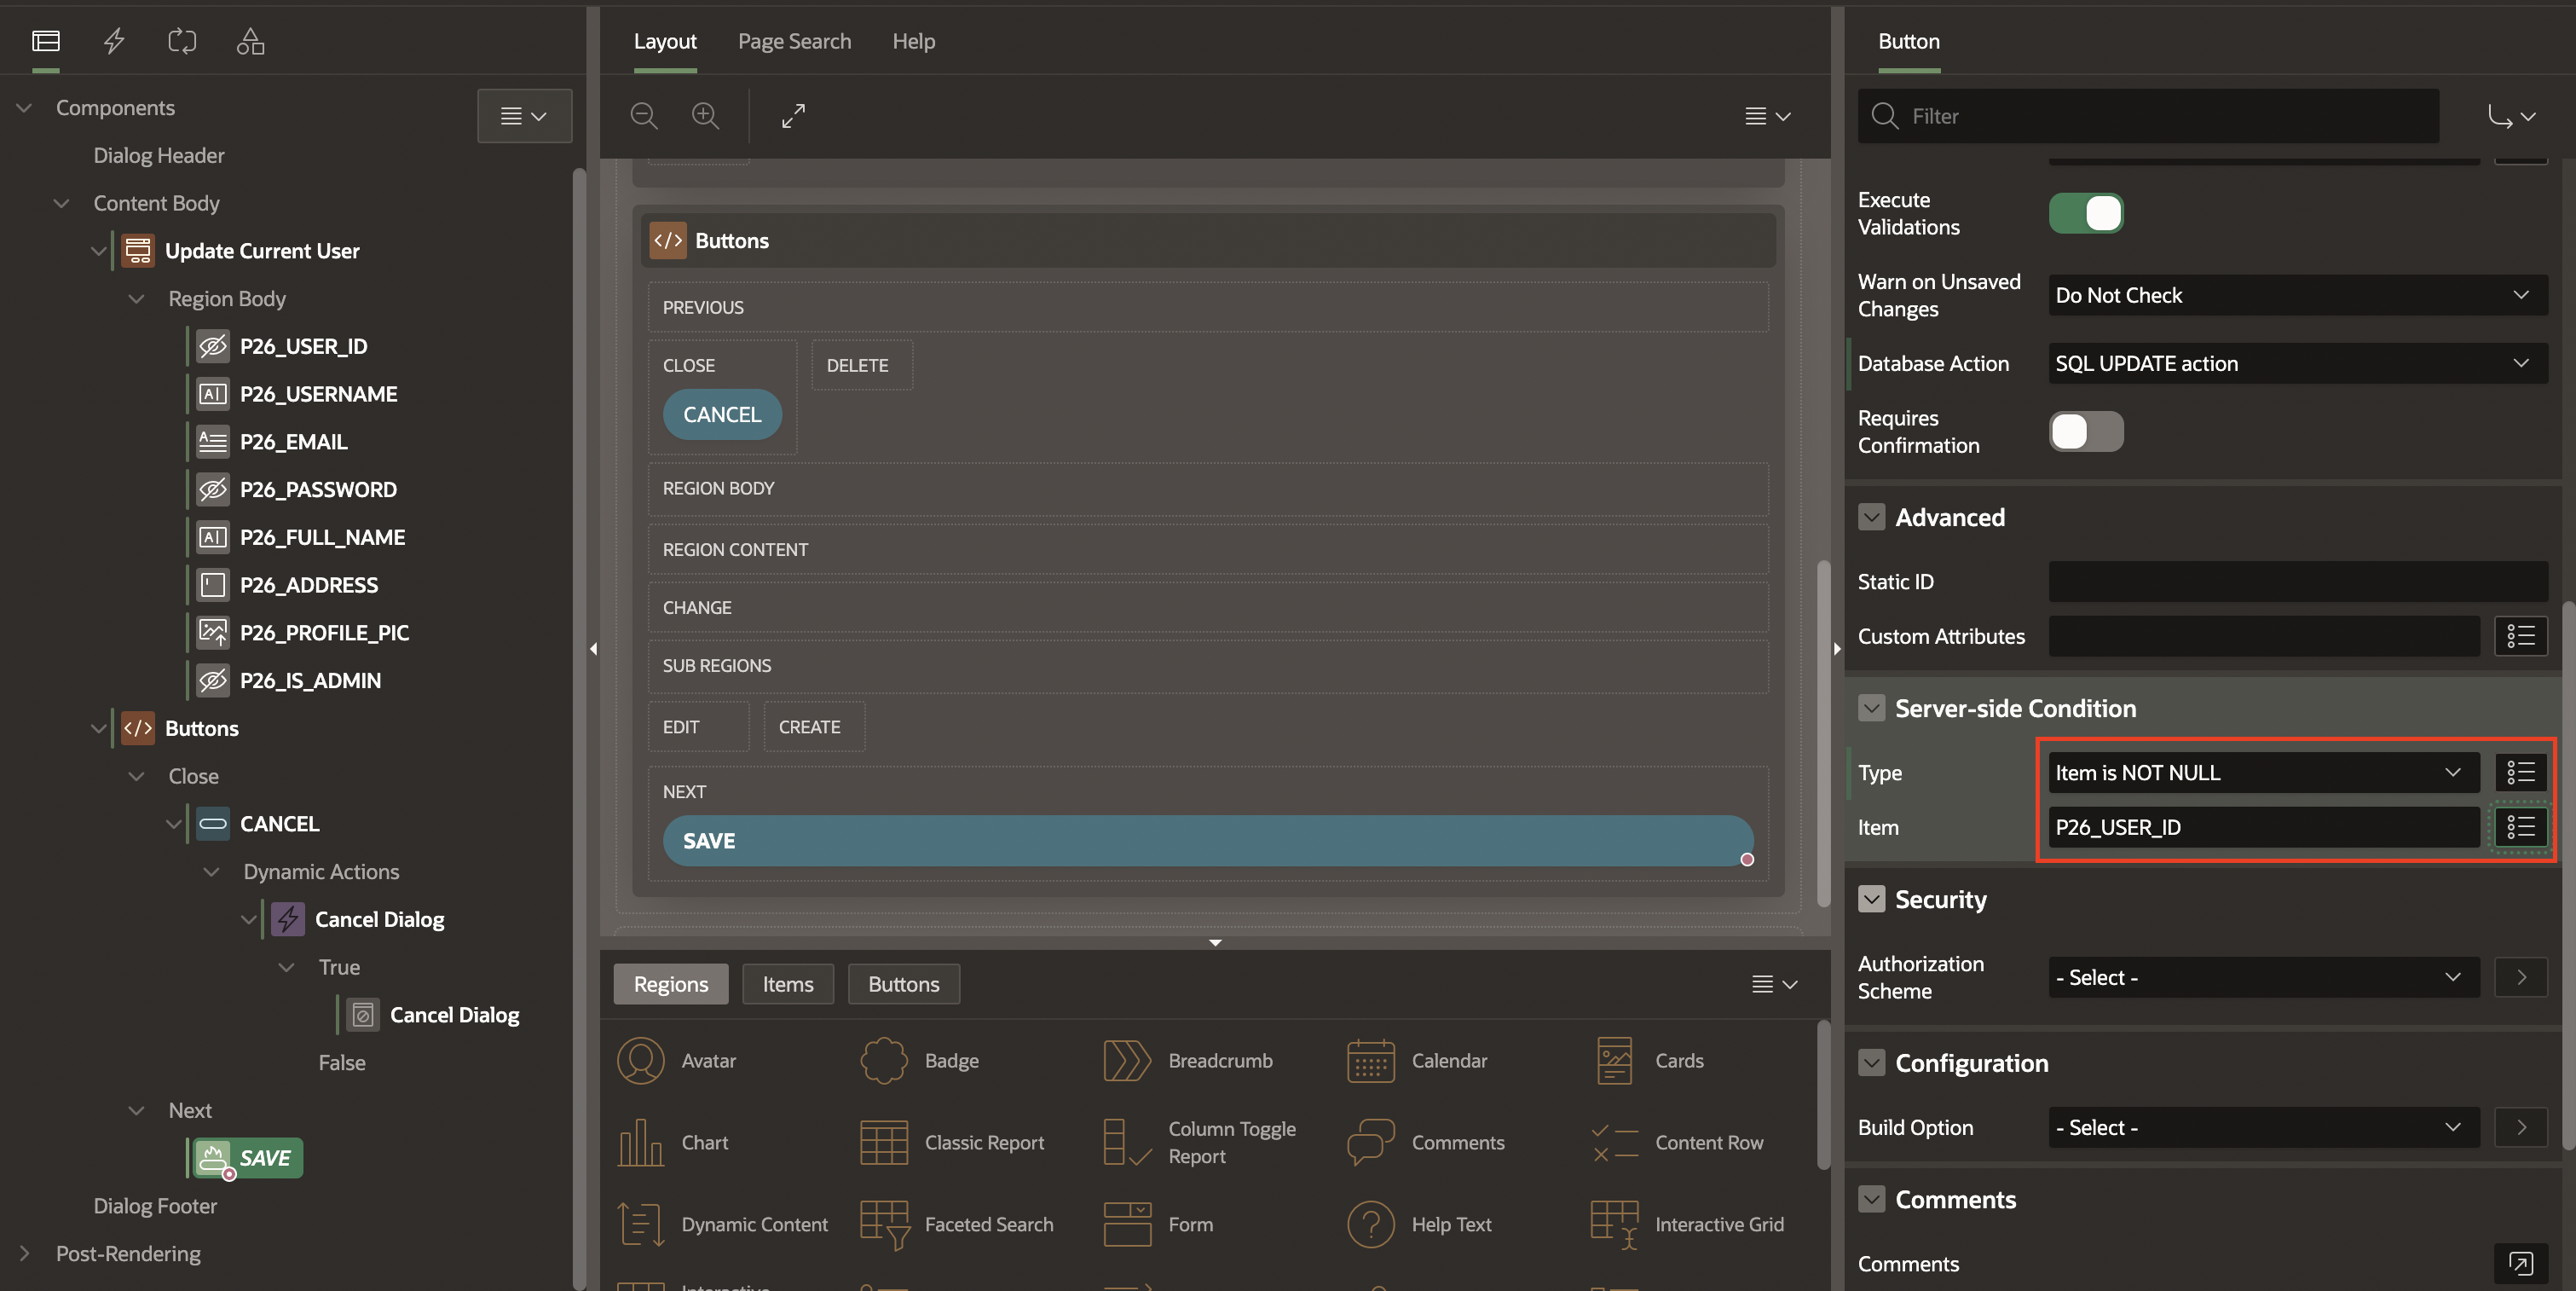 Components
Dialog Header
Content Body
Update Current User
Region Body
P26_USER_ID
P26_USERNAME
P26_EMAIL
P26_PASSWORD
P26_FULL_NAME
P26_ADDRESS
P26_PROFILE_PIC
P26_IS_ADMIN
Buttons
Close
CANCEL
Dynamic Actions
Cancel Dialog
True
Cancel Dialog
False
Next
SAVE
Dialog Footer
Post-Rendering
Layout Page Search Help
Buttons
PREVIOUS
CLOSE DELETE
CANCEL
REGION BODY
REGION CONTENT
CHANGE
SUB REGIONS
EDIT CREATE
NEXT
SAVE
Regions Items Buttons
Avatar Badge Breadcrumb Calendar Cards
Chart Classic Report Column Toggle Report Comments Content Row
Dynamic Content Faceted Search Form Help Text Interactive Grid
Button
Filter
Execute Validations
Warn on Unsaved Changes Do Not Check
Database Action SQL UPDATE action
Requires Confirmation
Advanced
Static ID
Custom Attributes
Server-side Condition
Type Item is NOT NULL
Item P26_USER_ID
Security
Authorization Scheme - Select -
Configuration
Build Option - Select -
Comments
Comments